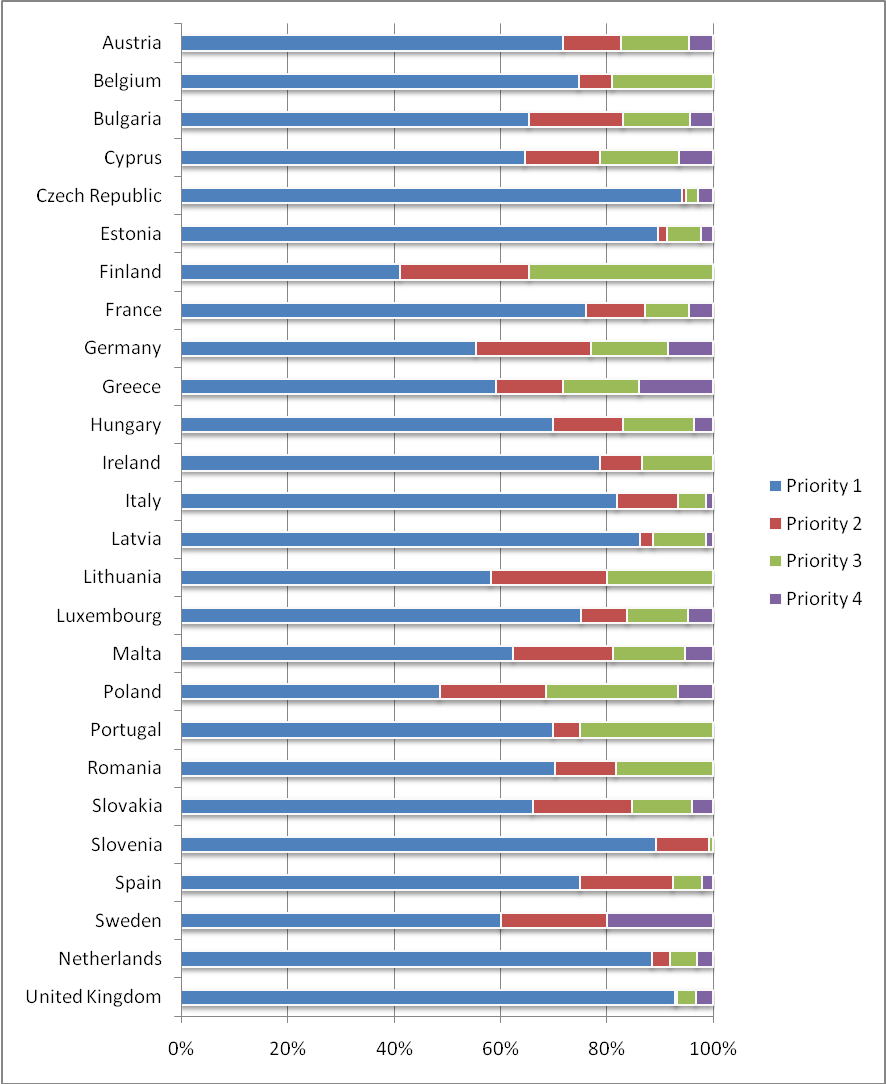 Austria
Belgium
Bulgaria
Cyprus
Czech Republic
Estonia
Finland
France
Germany
Greece
Hungary
Ireland
Italy
Latvia
Lithuania
Luxembourg
Malta
Poland
Portugal
Romania
Slovakia
Slovenia
Spain
Sweden
Netherlands
United Kingdom
0% 20% 40% 60% 80% 100%
Priority 1
Priority 2
Priority 3
Priority 4